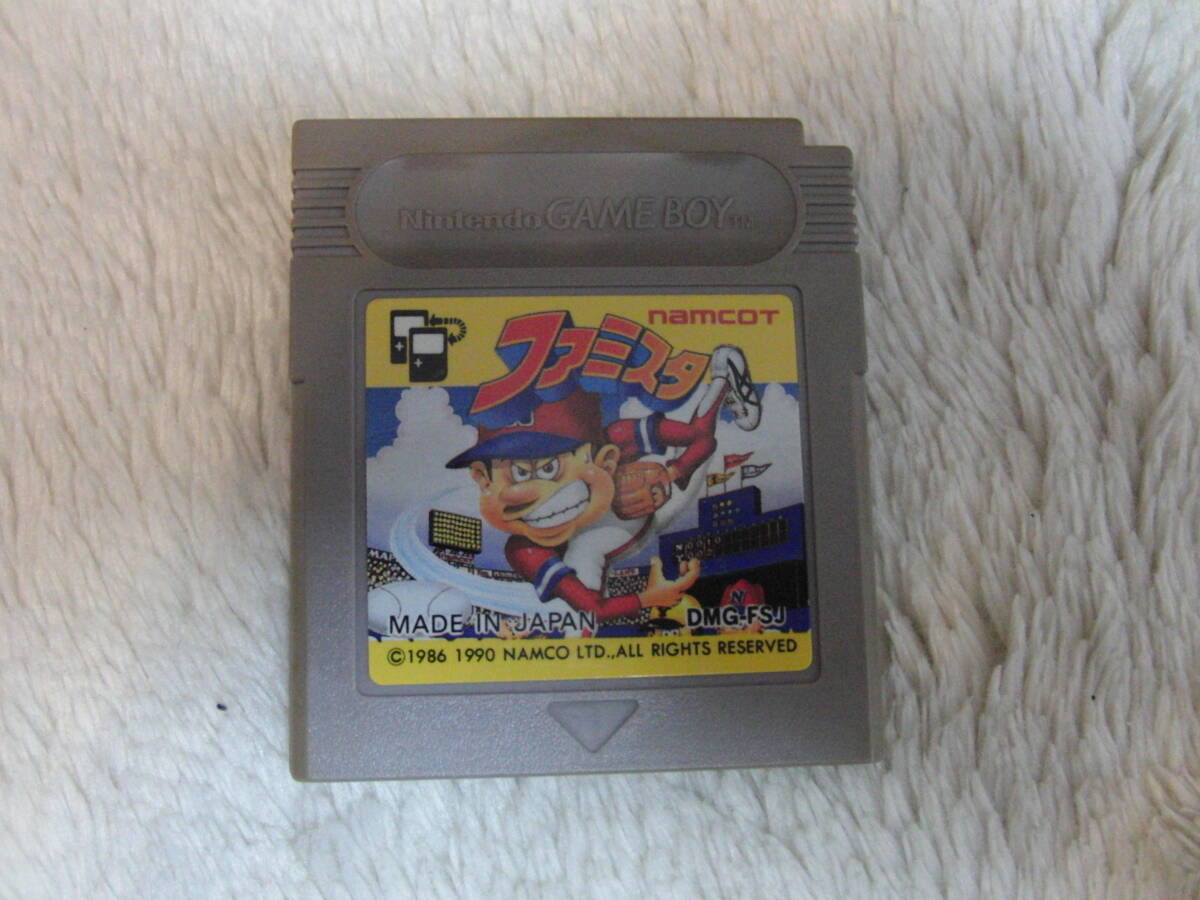 Nintendo GAME BOY TM
namcoT
ファミスタ
MADE IN JAPAN
DMG-FSJ
©1986 1990 NAMCO LTD.,ALL RIGHTS RESERVED